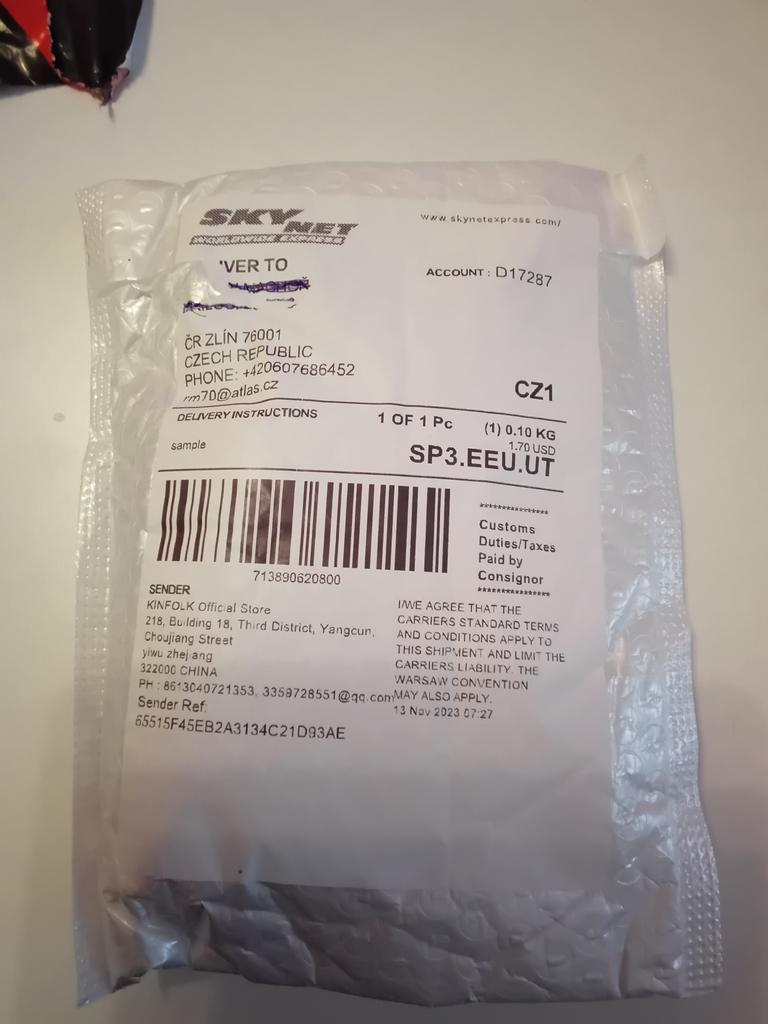 SKYNET
WORLDWIDE EXPRESS
www.skynetexpress.com/
'VER TO
ACCOUNT : D17287
ČR ZLÍN 76001
CZECH REPUBLIC
PHONE: +420607686452
rm70@atlas.cz
CZ1
DELIVERY INSTRUCTIONS
1 OF 1 Pc
(1) 0.10 KG
1.70 USD
sample
SP3.EEU.UT
****************
Customs
Duties/Taxes
Paid by
Consignor
****************
713890620800
SENDER
KINFOLK Official Store
218, Building 18, Third District, Yangcun,
Choujiang Street
yiwu zhejiang
322000 CHINA
PH : 8613040721353, 3359728551@qq.com
Sender Ref:
65515F45EB2A3134C21D93AE
I/WE AGREE THAT THE
CARRIERS STANDARD TERMS
AND CONDITIONS APPLY TO
THIS SHIPMENT AND LIMIT THE
CARRIERS LIABILITY. THE
WARSAW CONVENTION
MAY ALSO APPLY.
13 Nov 2023 07:27